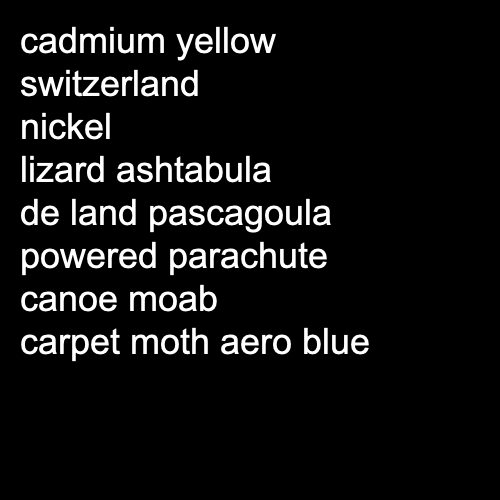 cadmium yellow
switzerland
nickel
lizard ashtabula
de land pascagoula
powered parachute
canoe moab
carpet moth aero blue